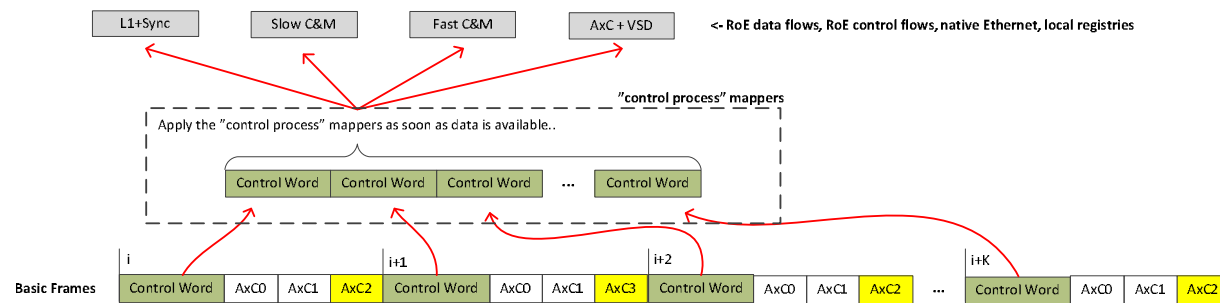 L1+Sync Slow C&M Fast C&M AxC + VSD <- RoE data flows, RoE control flows, native Ethernet, local registries
"control process" mappers
Apply the "control process" mappers as soon as data is available..
Control Word Control Word Control Word ... Control Word
i i+1 i+2 i+K
Basic Frames Control Word AxC0 AxC1 AxC2 Control Word AxC0 AxC1 AxC3 Control Word AxC0 AxC1 AxC2 ... Control Word AxC0 AxC1 AxC2